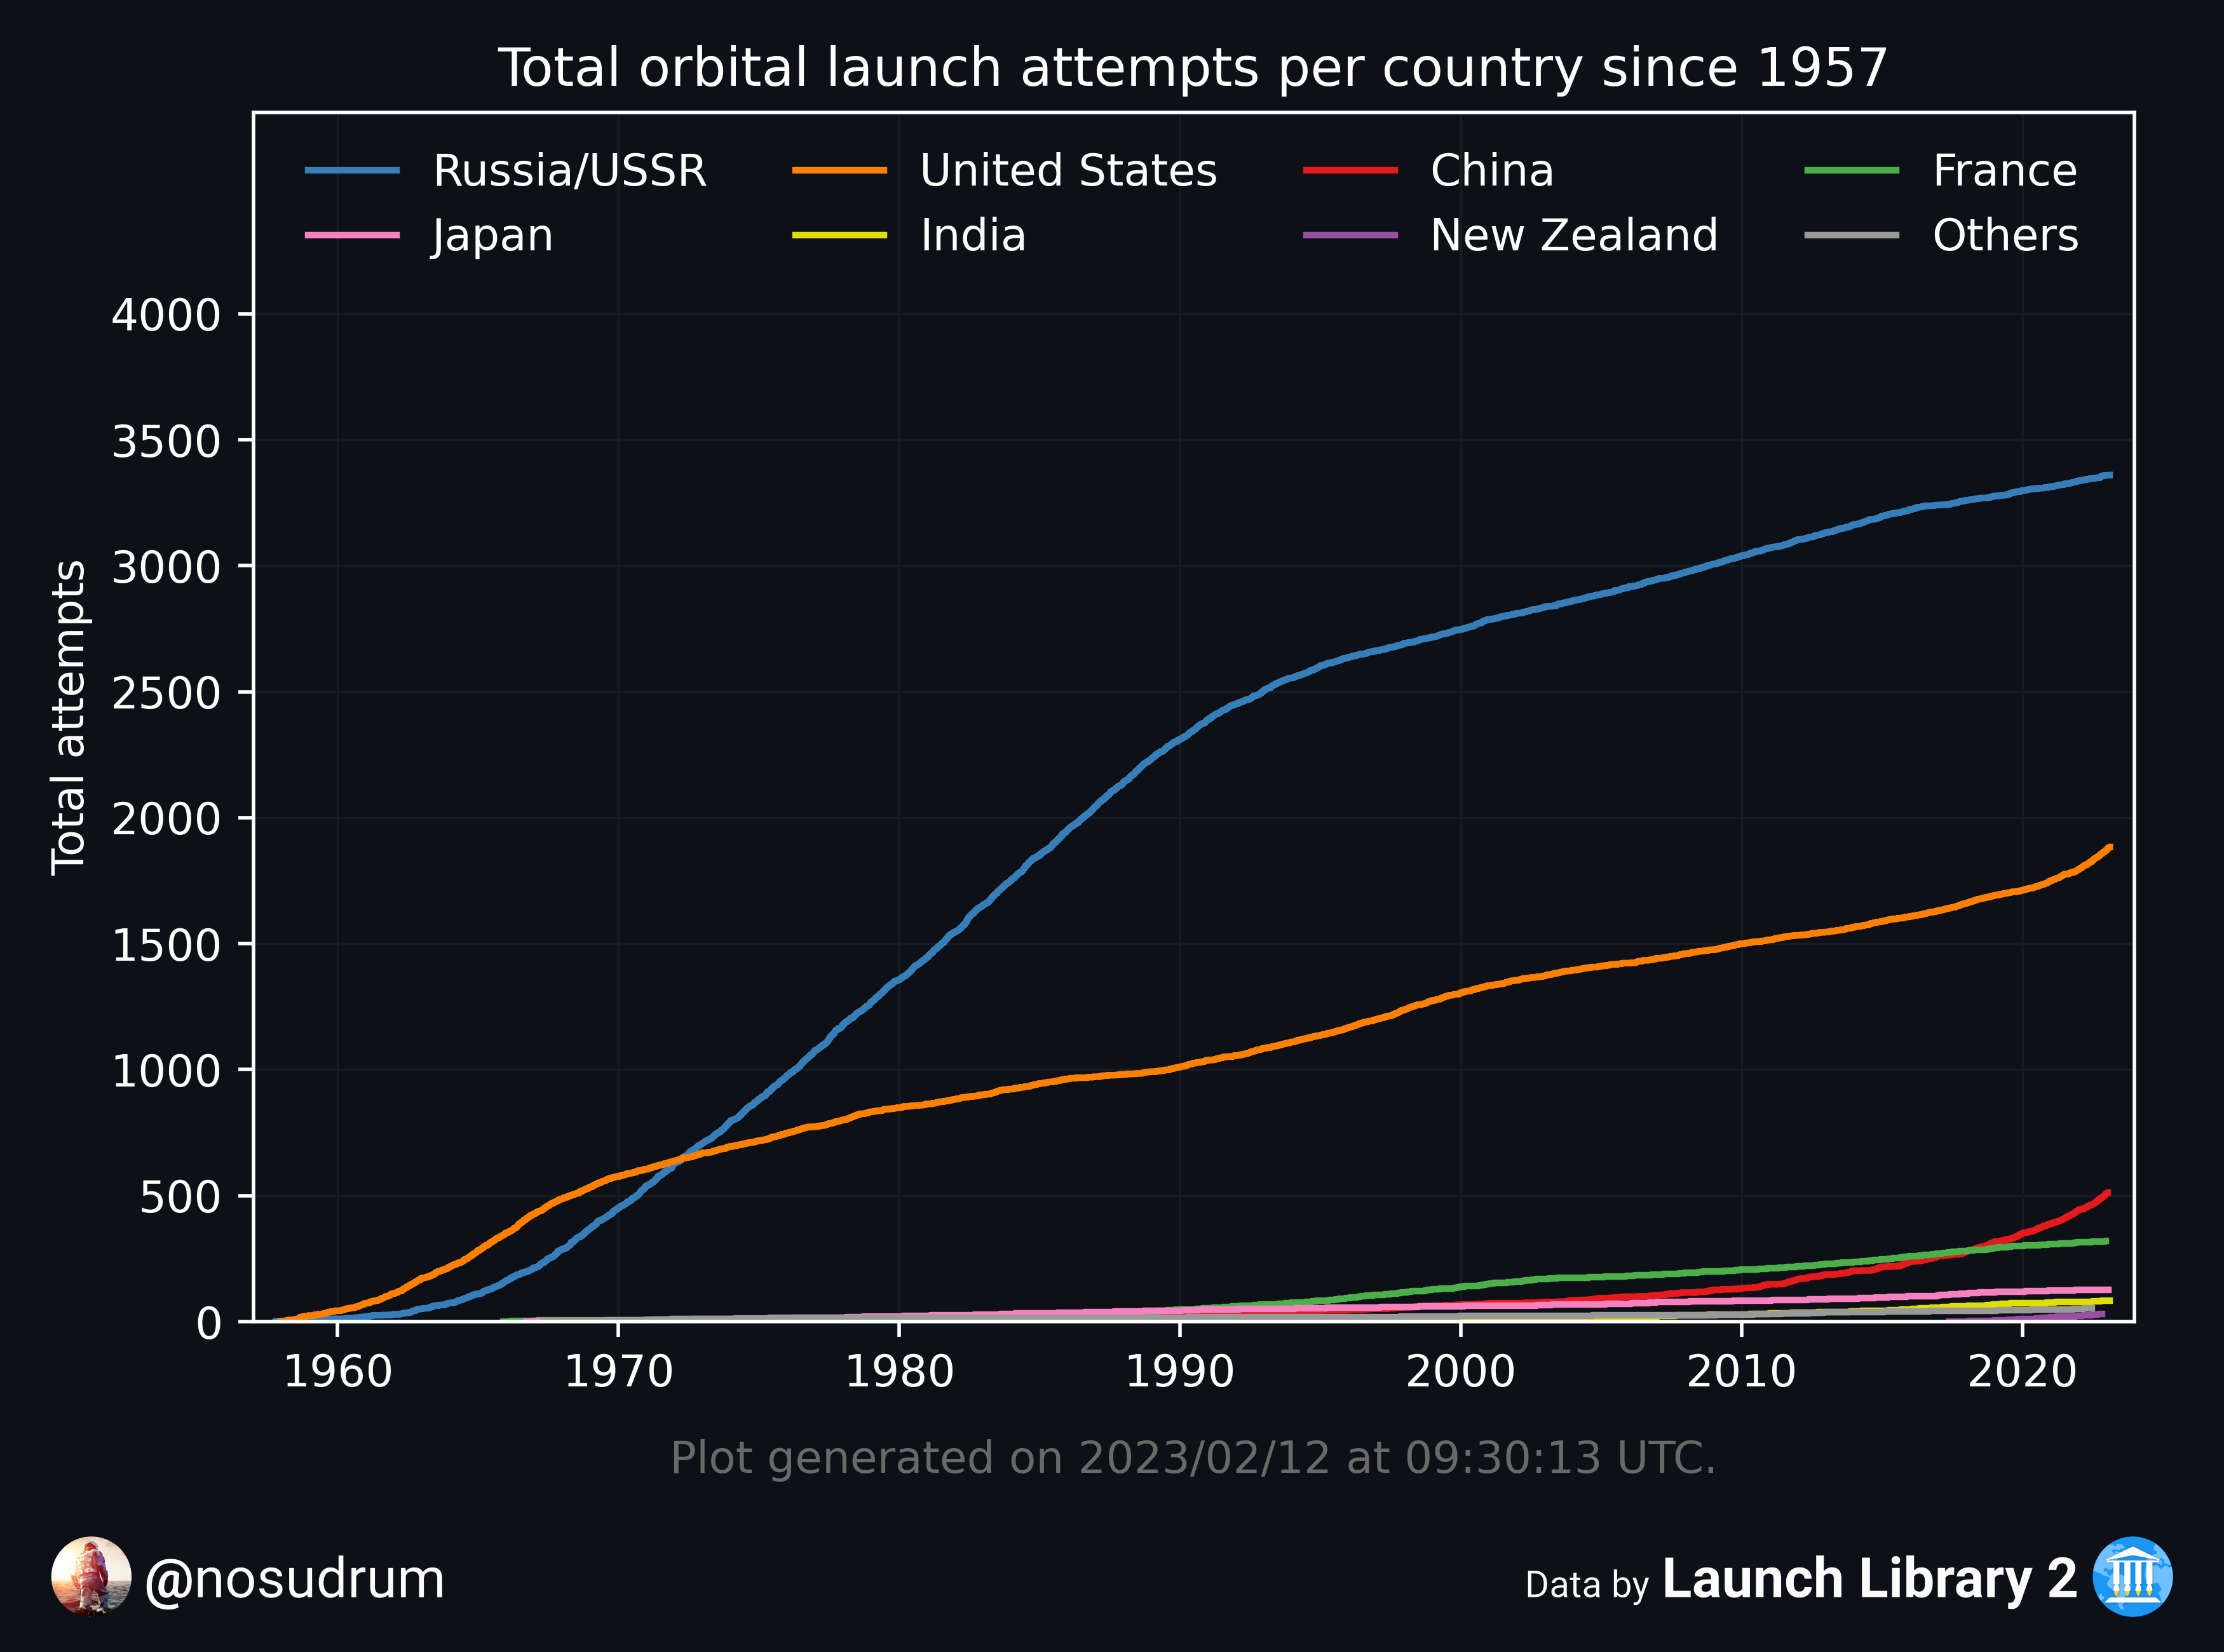 Total orbital launch attempts per country since 1957
Russia/USSR United States China France
Japan India New Zealand Others
4000
3500
3000
2500
2000
1500
1000
500
0
Total attempts
1960 1970 1980 1990 2000 2010 2020
Plot generated on 2023/02/12 at 09:30:13 UTC.
@nosudrum
Data by Launch Library 2